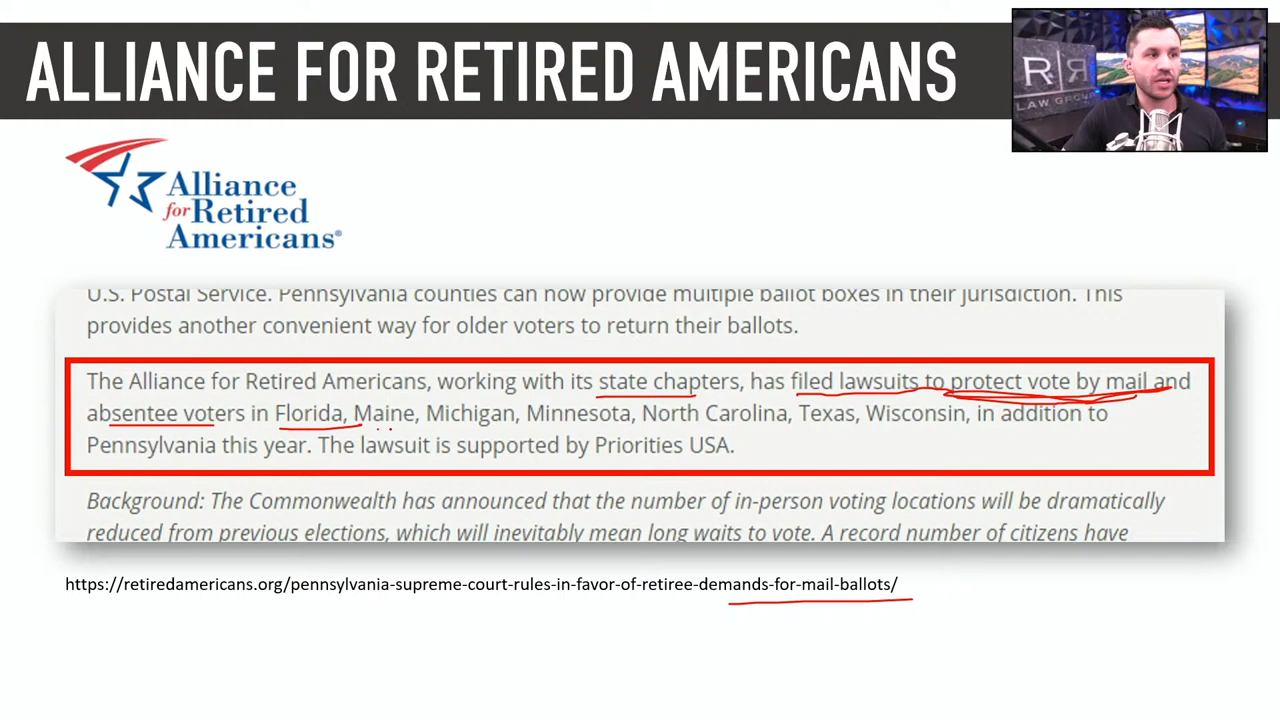 ALLIANCE FOR RETIRED AMERICANS
R R
LAW GROUP
Alliance
for Retired
Americans®
U.S. Postal Service. Pennsylvania counties can now provide multiple ballot boxes in their jurisdiction. This
provides another convenient way for older voters to return their ballots.
The Alliance for Retired Americans, working with its state chapters, has filed lawsuits to protect vote by mail and
absentee voters in Florida, Maine, Michigan, Minnesota, North Carolina, Texas, Wisconsin, in addition to
Pennsylvania this year. The lawsuit is supported by Priorities USA.
Background: The Commonwealth has announced that the number of in-person voting locations will be dramatically
reduced from previous elections, which will inevitably mean long waits to vote. A record number of citizens have
https://retiredamericans.org/pennsylvania-supreme-court-rules-in-favor-of-retiree-demands-for-mail-ballots/